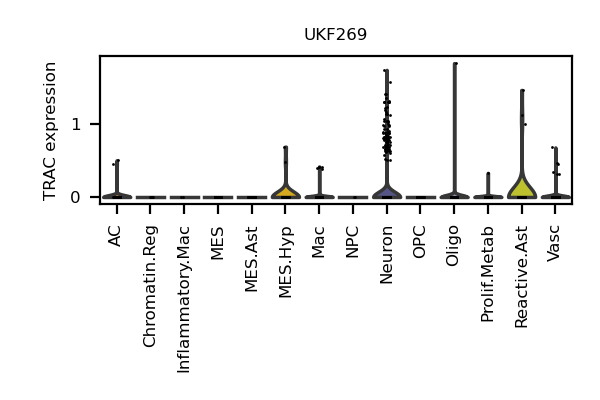 UKF269
TRAC expression
1
0
AC
Chromatin.Reg
Inflammatory.Mac
MES
MES.Ast
MES.Hyp
Mac
NPC
Neuron
OPC
Oligo
Prolif.Metab
Reactive.Ast
Vasc